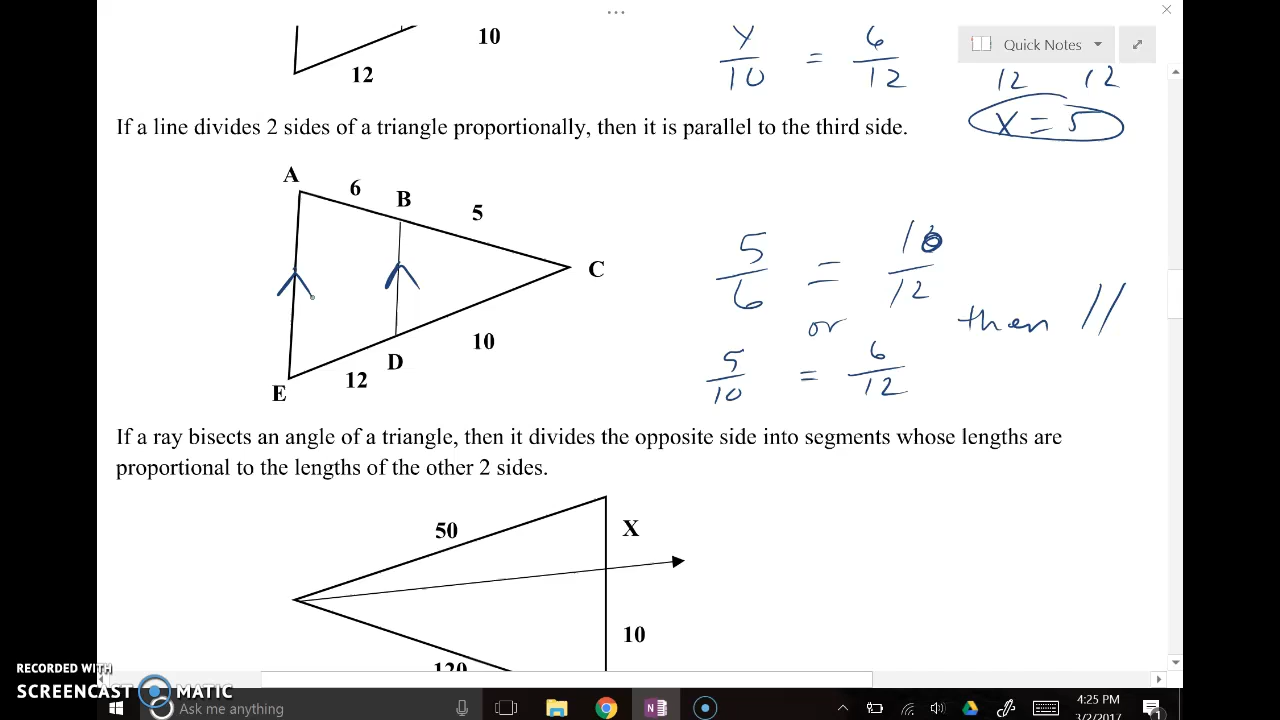 Quick Notes
10
12
Y/10 = 6/12
12 12
x = 5
If a line divides 2 sides of a triangle proportionally, then it is parallel to the third side.
A
6
B
5
C
10
D
12
E
5/6 = 10/12
or
then //
5/10 = 6/12
If a ray bisects an angle of a triangle, then it divides the opposite side into segments whose lengths are
proportional to the lengths of the other 2 sides.
50
X
10
120
RECORDED WITH
SCREENCAST MATIC
Ask me anything
4:25 PM
3/2/2017